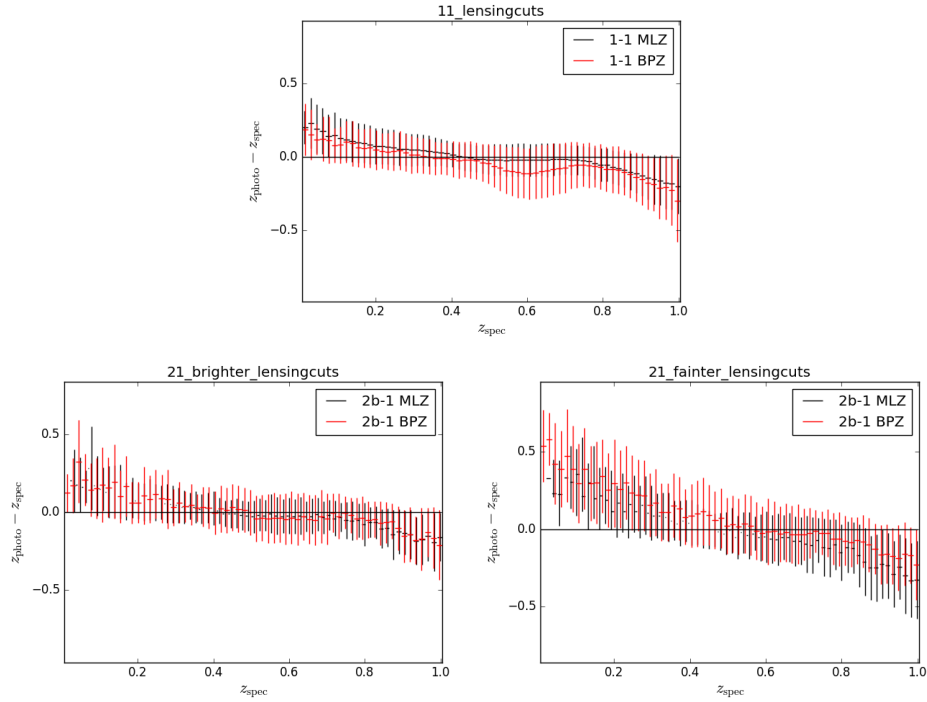 11_lensingcuts
1-1 MLZ
1-1 BPZ
0.5
0.0
−0.5
z_photo − z_spec
0.2 0.4 0.6 0.8 1.0
z_spec
21_brighter_lensingcuts
2b-1 MLZ
2b-1 BPZ
0.5
0.0
−0.5
z_photo − z_spec
0.2 0.4 0.6 0.8 1.0
z_spec
21_fainter_lensingcuts
2b-1 MLZ
2b-1 BPZ
0.5
0.0
−0.5
z_photo − z_spec
0.2 0.4 0.6 0.8 1.0
z_spec